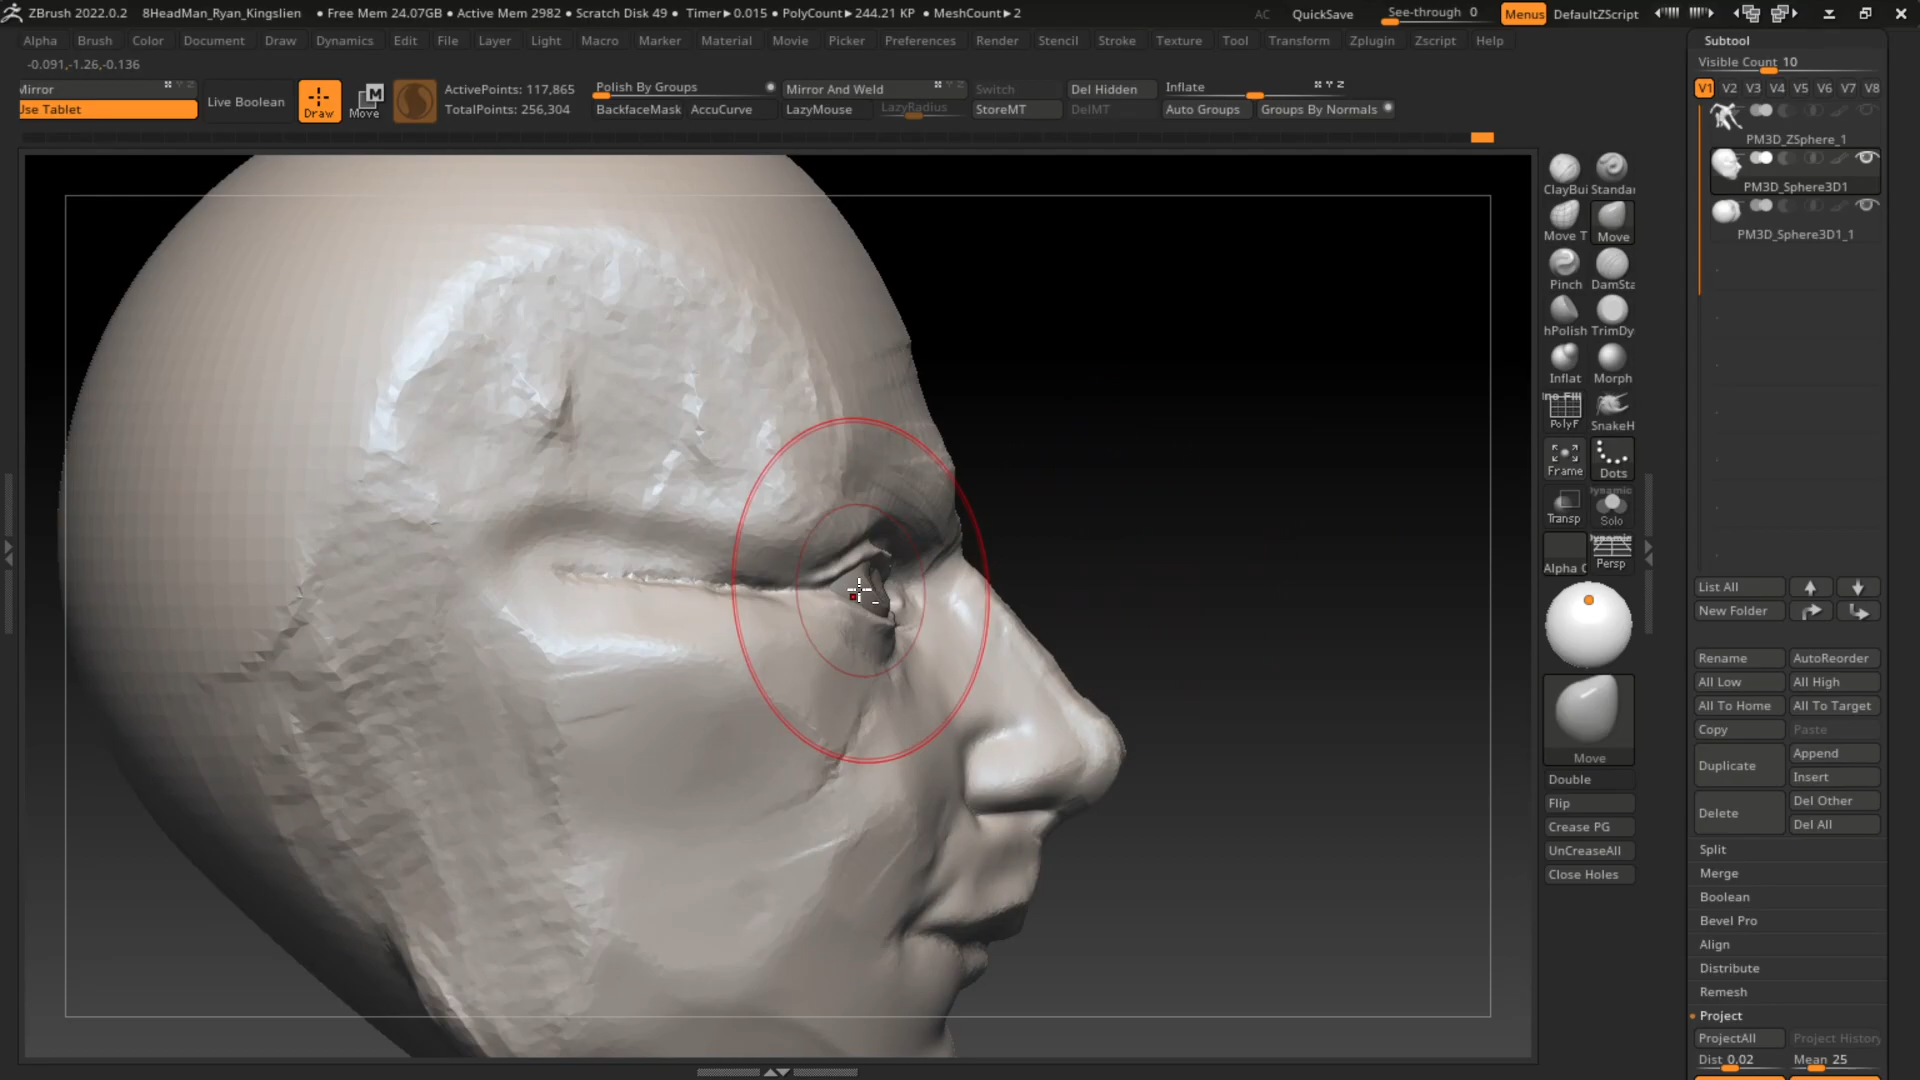 ZBrush 2022.0.2 8HeadMan_Ryan_Kingslien • Free Mem 24.07GB • Active Mem 2982 • Scratch Disk 49 • Timer▸0.015 • PolyCount▸244.21 KP • MeshCount▸2 AC QuickSave See-through 0 Menus DefaultZScript
Alpha Brush Color Document Draw Dynamics Edit File Layer Light Macro Marker Material Movie Picker Preferences Render Stencil Stroke Texture Tool Transform Zplugin Zscript Help
-0.091,-1.26,-0.136
Mirror
Use Tablet
Live Boolean
Draw
Move
ActivePoints: 117,865
TotalPoints: 256,304
Polish By Groups
BackfaceMask AccuCurve
Mirror And Weld
LazyMouse LazyRadius
Switch
StoreMT
Del Hidden
DelMT
Inflate
Auto Groups Groups By Normals
ClayBui Standar
Move T Move
Pinch DamSta
hPolish TrimDy
Inflat Morph
PolyF SnakeH
Frame Dots
Dynamic
Transp Solo
Dynamic
Alpha O Persp
Move
Double
Flip
Crease PG
UnCreaseAll
Close Holes
Subtool
Visible Count 10
V1 V2 V3 V4 V5 V6 V7 V8
PM3D_ZSphere_1
PM3D_Sphere3D1
PM3D_Sphere3D1_1
List All
New Folder
Rename AutoReorder
All Low All High
All To Home All To Target
Copy Paste
Duplicate Append
Insert
Delete Del Other
Del All
Split
Merge
Boolean
Bevel Pro
Align
Distribute
Remesh
Project
ProjectAll Project History
Dist 0.02 Mean 25